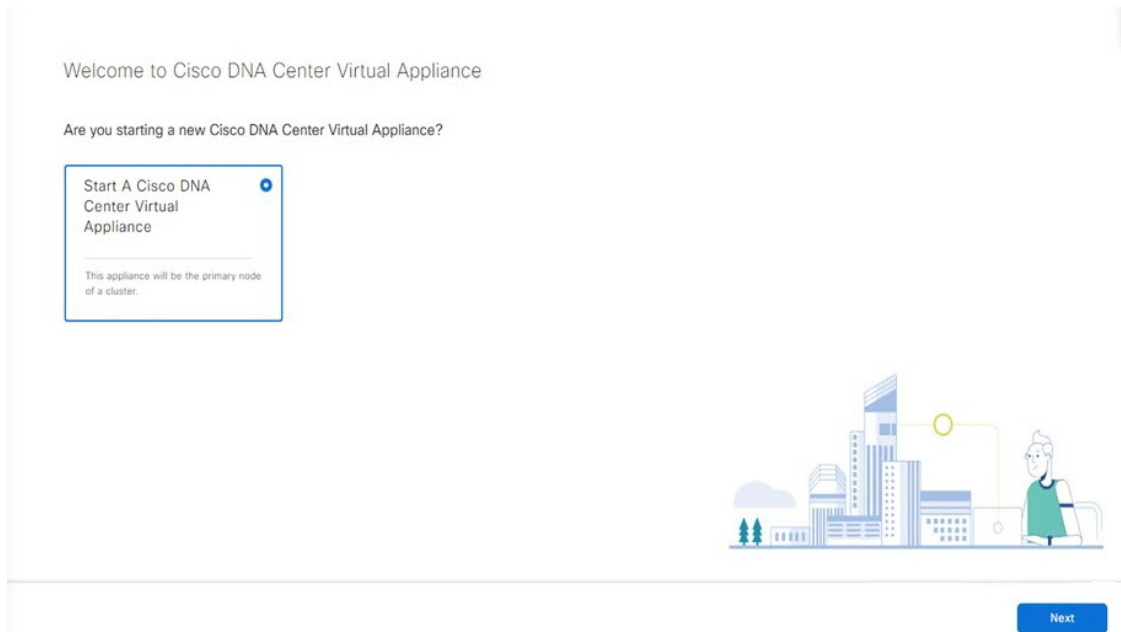 Welcome to Cisco DNA Center Virtual Appliance
Are you starting a new Cisco DNA Center Virtual Appliance?
Start A Cisco DNA
Center Virtual
Appliance
This appliance will be the primary node
of a cluster.
Next